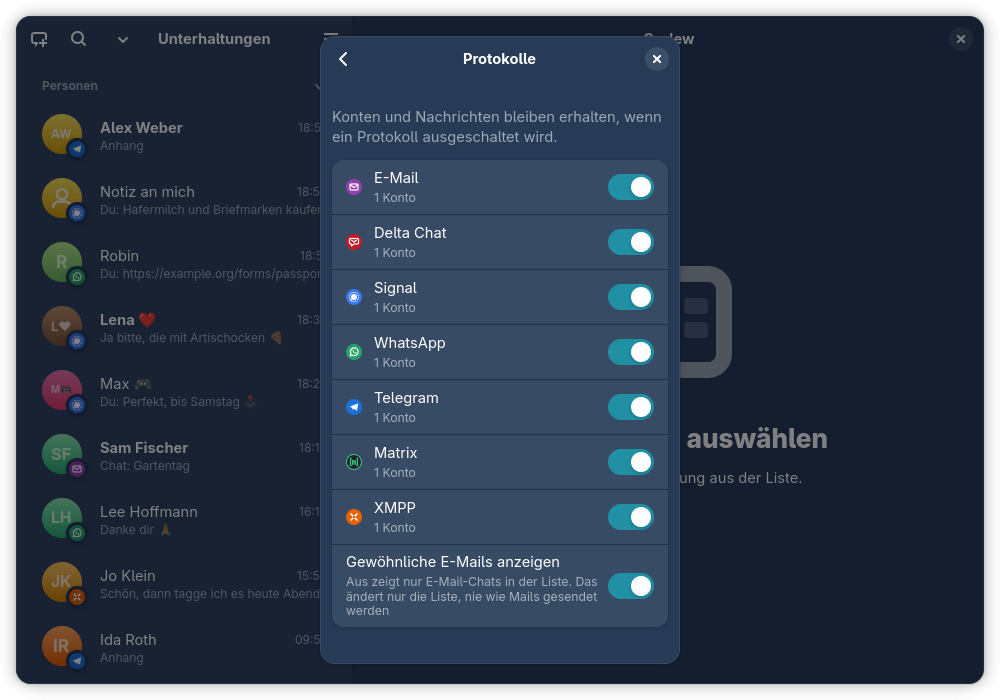 Unterhaltungen
Personen
AW
Alex Weber
18:5
Anhang
Notiz an mich
18:5
Du: Hafermilch und Briefmarken kaufen
R
Robin
18:5
Du: https://example.org/forms/passpor
L❤
Lena ❤️
18:3
Ja bitte, die mit Artischocken 🍕
M🎮
Max 🎮
18:2
Du: Perfekt, bis Samstag 🕹️
SF
Sam Fischer
18:1
Chat: Gartentag
LH
Lee Hoffmann
16:1
Danke dir 🙏
JK
Jo Klein
15:5
Schön, dann tagge ich es heute Abend
IR
Ida Roth
09:5
Anhang
Protokolle
Konten und Nachrichten bleiben erhalten, wenn
ein Protokoll ausgeschaltet wird.
E-Mail
1 Konto
Delta Chat
1 Konto
Signal
1 Konto
WhatsApp
1 Konto
Telegram
1 Konto
Matrix
1 Konto
XMPP
1 Konto
Gewöhnliche E-Mails anzeigen
Aus zeigt nur E-Mail-Chats in der Liste. Das
ändert nur die Liste, nie wie Mails gesendet
werden
auswählen
ung aus der Liste.